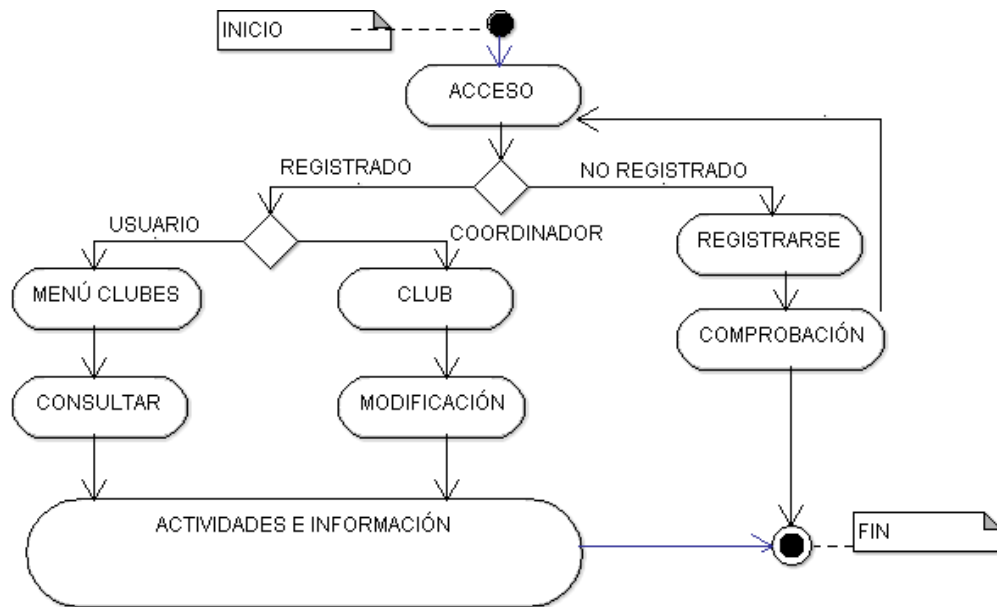 INICIO
ACCESO
REGISTRADO
NO REGISTRADO
USUARIO
COORDINADOR
REGISTRARSE
MENÚ CLUBES
CLUB
COMPROBACIÓN
CONSULTAR
MODIFICACIÓN
ACTIVIDADES E INFORMACIÓN
FIN